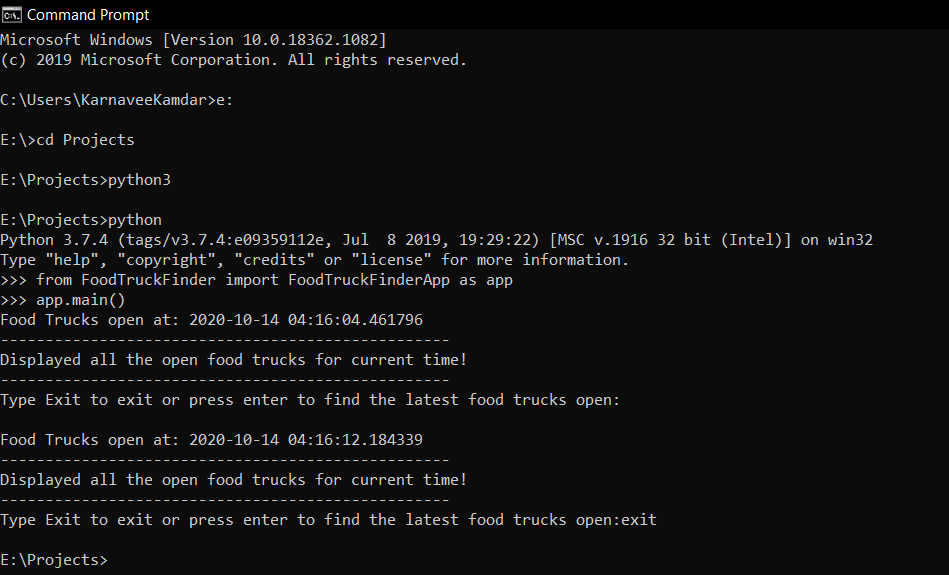 Command Prompt
Microsoft Windows [Version 10.0.18362.1082]
(c) 2019 Microsoft Corporation. All rights reserved.
C:\Users\KarnaveeKamdar>e:
E:\>cd Projects
E:\Projects>python3
E:\Projects>python
Python 3.7.4 (tags/v3.7.4:e09359112e, Jul  8 2019, 19:29:22) [MSC v.1916 32 bit (Intel)] on win32
Type "help", "copyright", "credits" or "license" for more information.
>>> from FoodTruckFinder import FoodTruckFinderApp as app
>>> app.main()
Food Trucks open at: 2020-10-14 04:16:04.461796
--------------------------------------------------
Displayed all the open food trucks for current time!
--------------------------------------------------
Type Exit to exit or press enter to find the latest food trucks open:
Food Trucks open at: 2020-10-14 04:16:12.184339
--------------------------------------------------
Displayed all the open food trucks for current time!
--------------------------------------------------
Type Exit to exit or press enter to find the latest food trucks open:exit
E:\Projects>